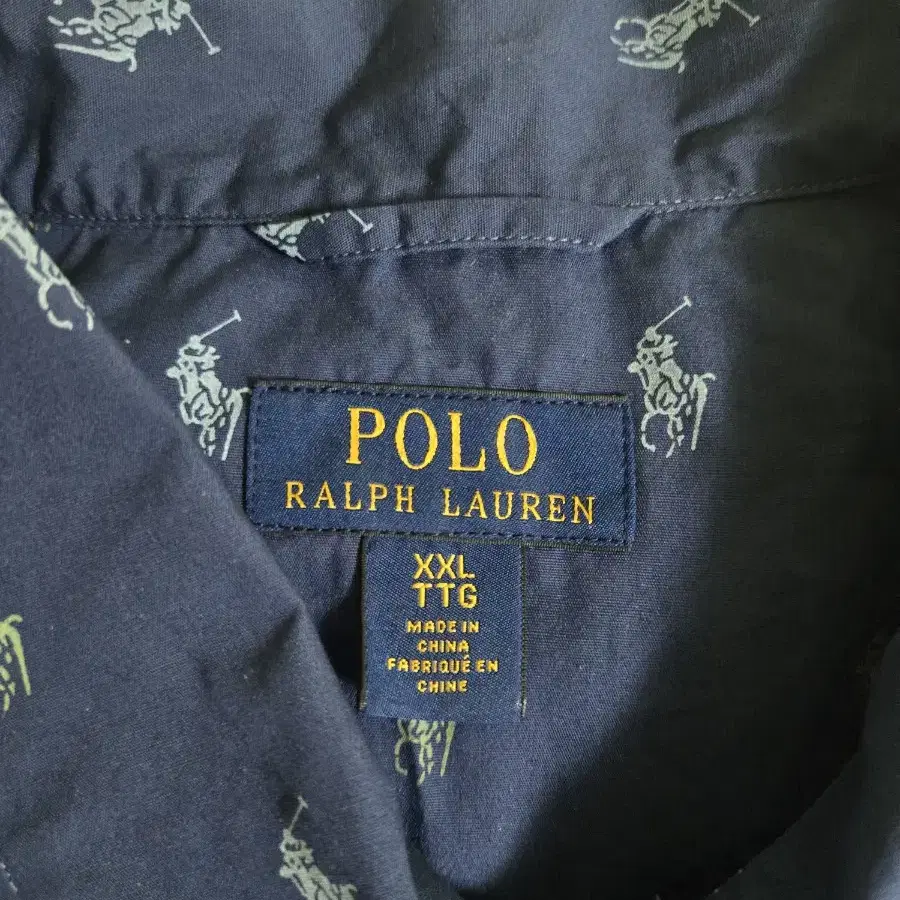 POLO
RALPH LAUREN
XXL
TTG
MADE IN
CHINA
FABRIQUÉ EN
CHINE